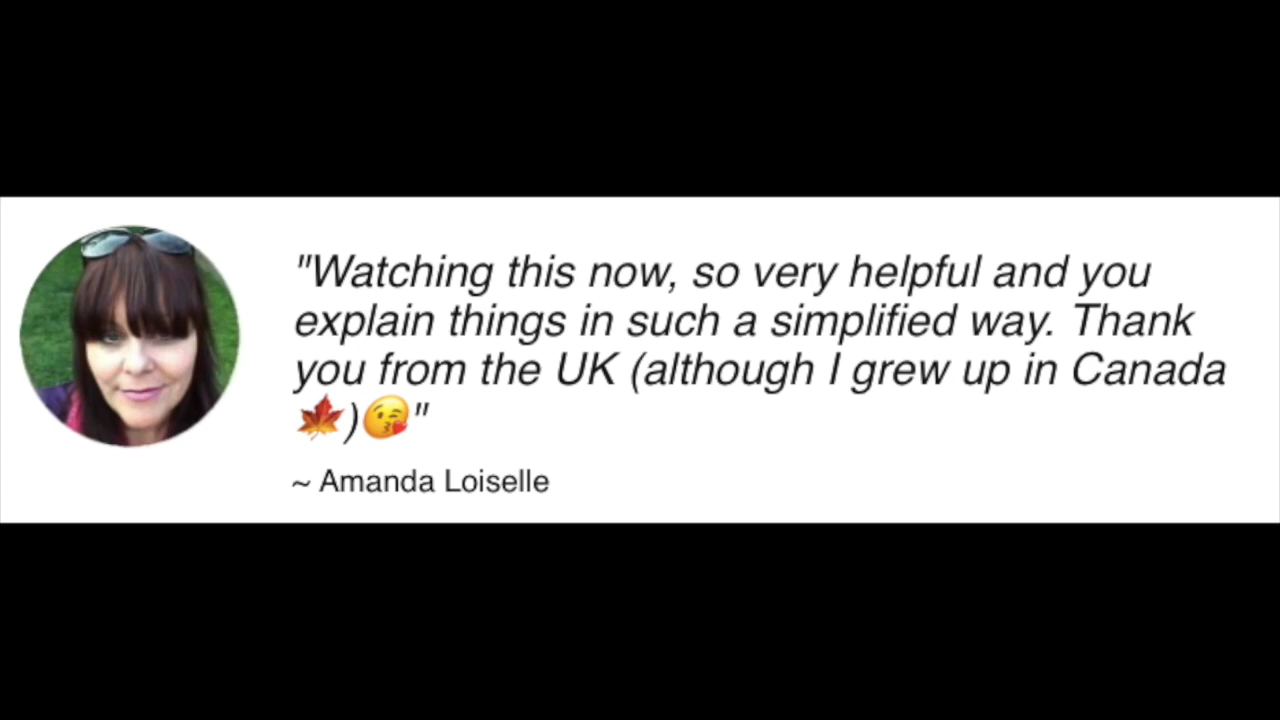 "Watching this now, so very helpful and you
explain things in such a simplified way. Thank
you from the UK (although I grew up in Canada
🍁)😘"
~ Amanda Loiselle